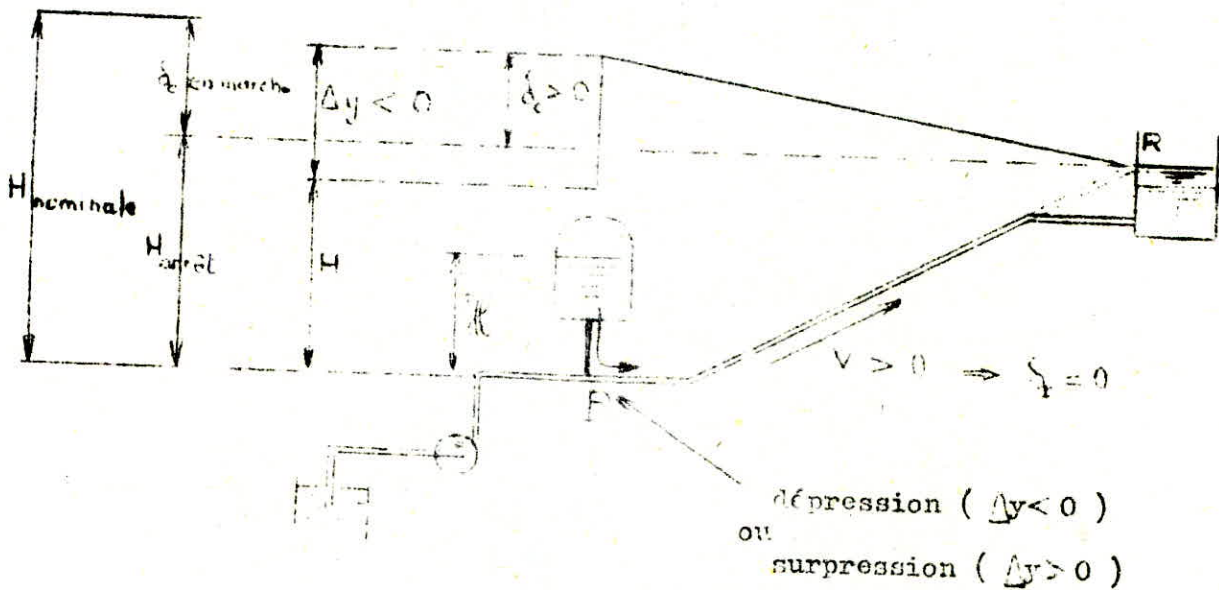 en marche
Δy < 0
> 0
R
H nominale
H arrêt
H
P
V > 0 ⇒ = 0
dépression ( Δy< 0 )
ou
surpression ( Δy> 0 )